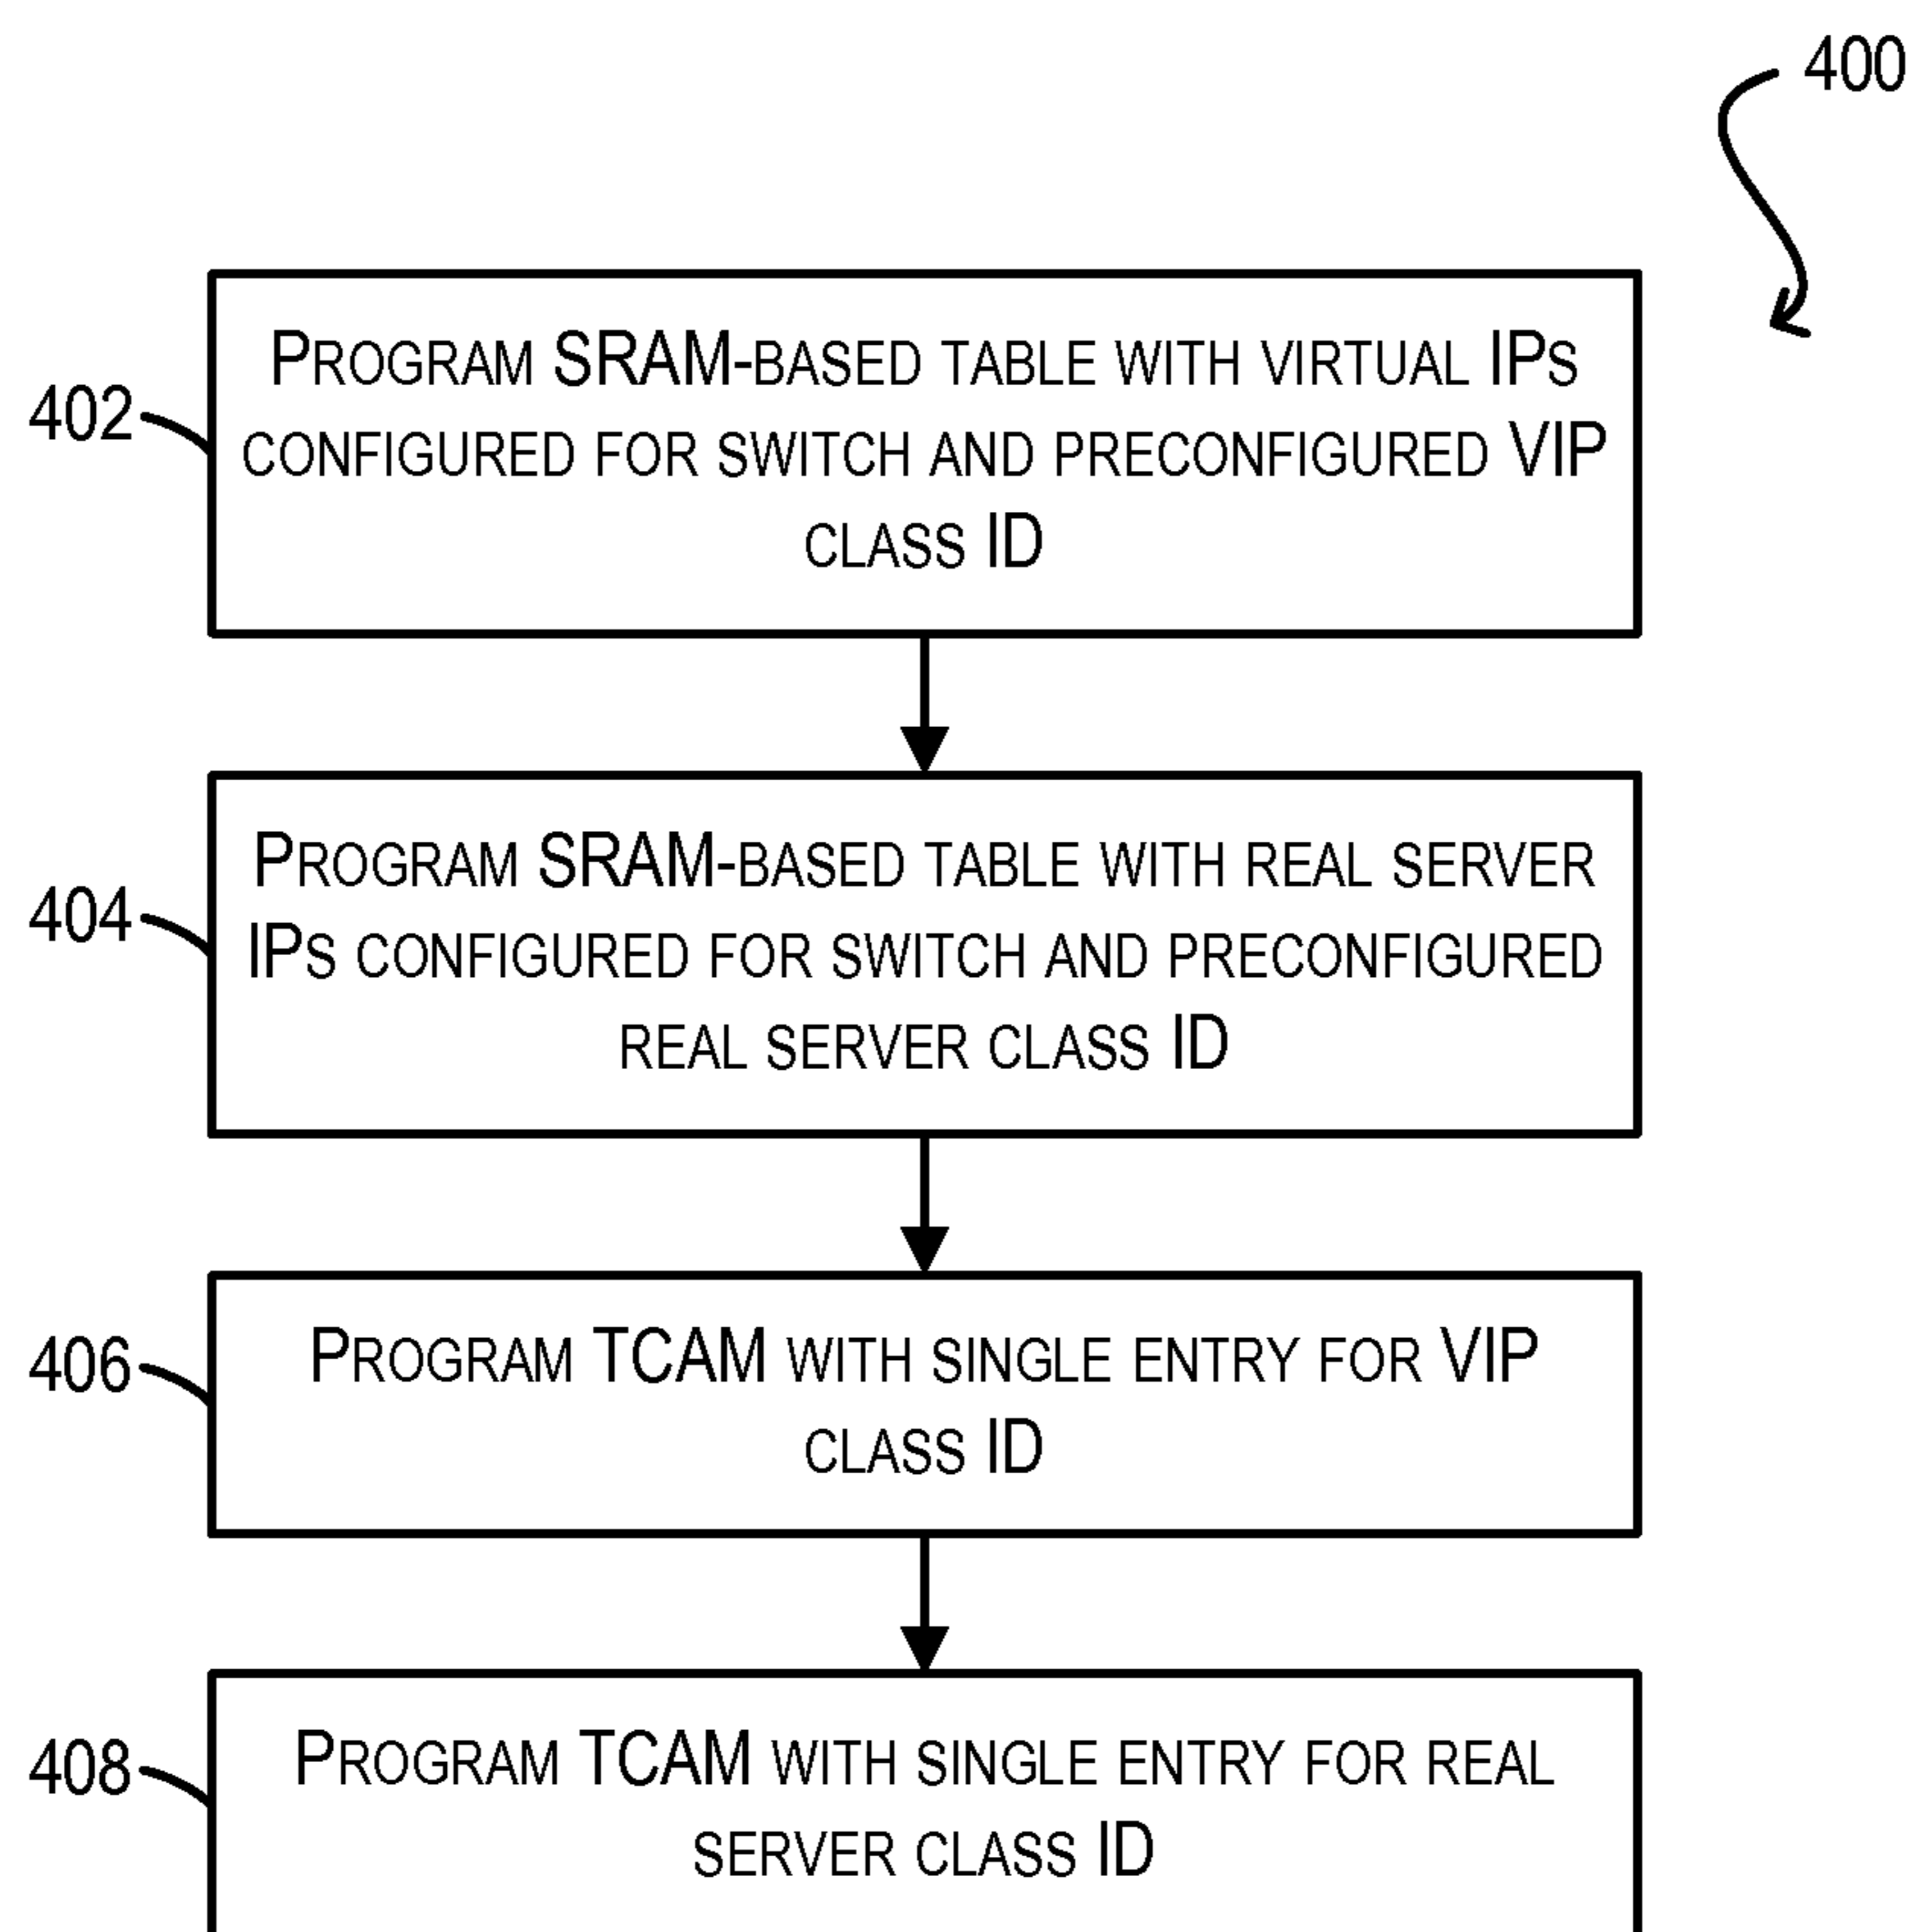 400
402
Program SRAM-based table with virtual IPs
configured for switch and preconfigured VIP
class ID
404
Program SRAM-based table with real server
IPs configured for switch and preconfigured
real server class ID
406
Program TCAM with single entry for VIP
class ID
408
Program TCAM with single entry for real
server class ID